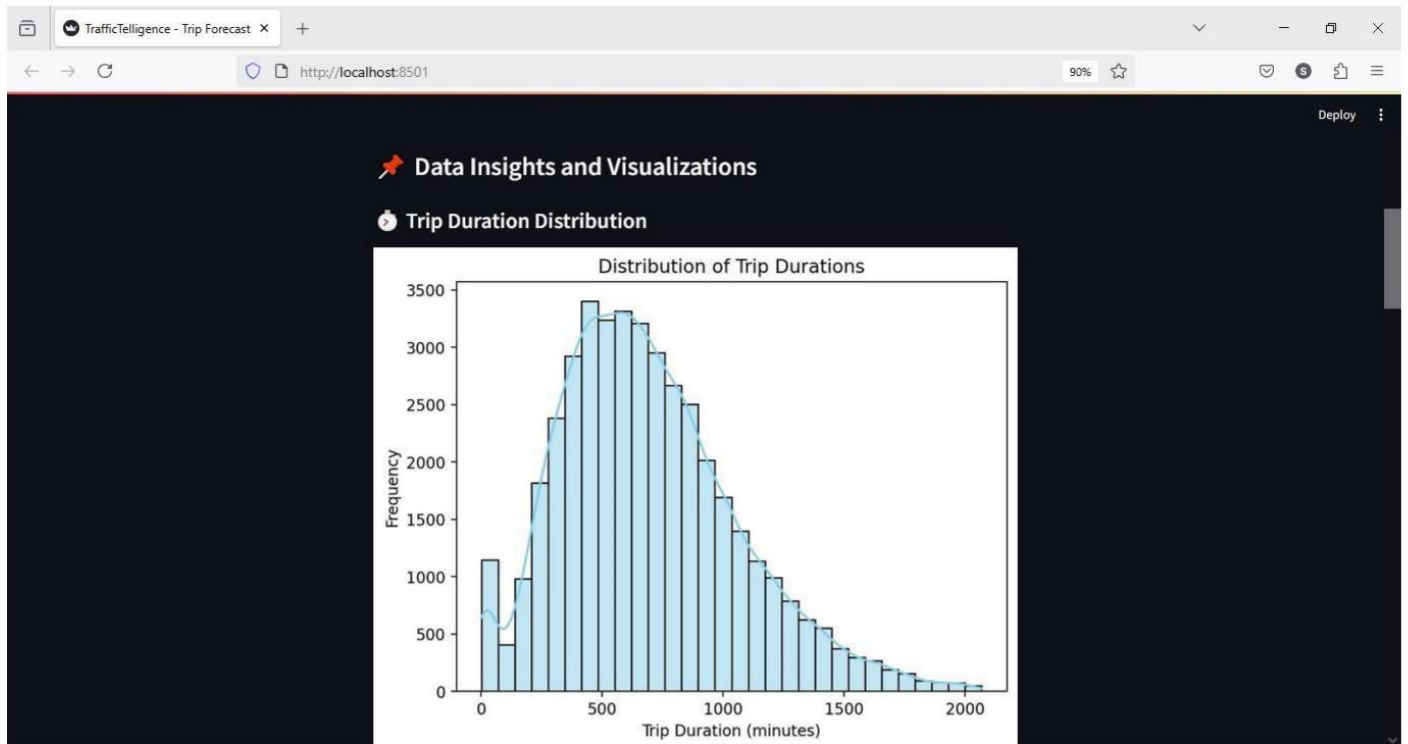 TrafficTelligence - Trip Forecast
http://localhost:8501
90%
S
Deploy
Data Insights and Visualizations
Trip Duration Distribution
Distribution of Trip Durations
3500
3000
2500
2000
1500
1000
500
0
Frequency
0 500 1000 1500 2000
Trip Duration (minutes)